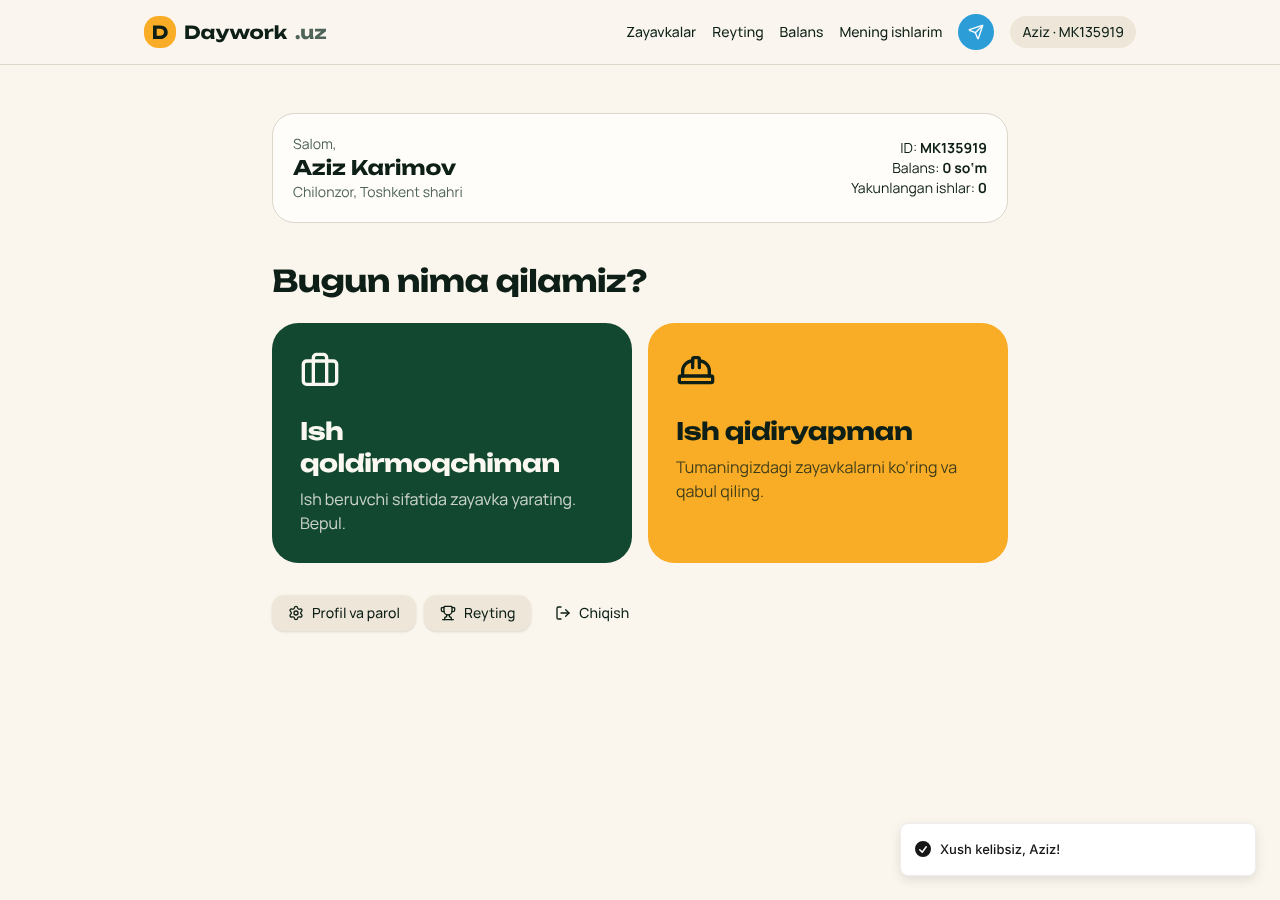 D Daywork .uz
Zayavkalar Reyting Balans Mening ishlarim Aziz · MK135919
Salom,
Aziz Karimov
Chilonzor, Toshkent shahri
ID: MK135919
Balans: 0 so‘m
Yakunlangan ishlar: 0
Bugun nima qilamiz?
Ish
qoldirmoqchiman
Ish beruvchi sifatida zayavka yarating.
Bepul.
Ish qidiryapman
Tumaningizdagi zayavkalarni ko‘ring va
qabul qiling.
Profil va parol Reyting Chiqish
Xush kelibsiz, Aziz!